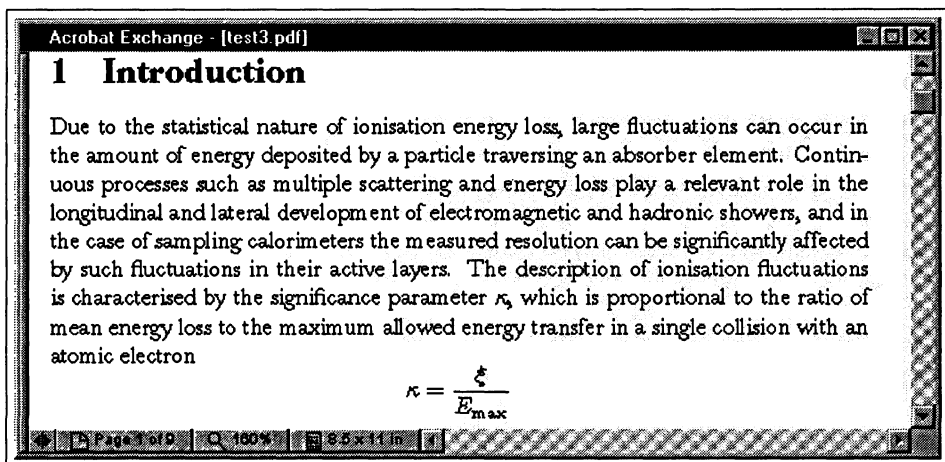 Acrobat Exchange - [test3.pdf]
1 Introduction
Due to the statistical nature of ionisation energy loss, large fluctuations can occur in
the amount of energy deposited by a particle traversing an absorber element. Contin-
uous processes such as multiple scattering and energy loss play a relevant role in the
longitudinal and lateral development of electromagnetic and hadronic showers, and in
the case of sampling calorimeters the measured resolution can be significantly affected
by such fluctuations in their active layers. The description of ionisation fluctuations
is characterised by the significance parameter κ, which is proportional to the ratio of
mean energy loss to the maximum allowed energy transfer in a single collision with an
atomic electron
κ = ξ / E_max
Page 1 of 9 160% 8.5 x 11 in